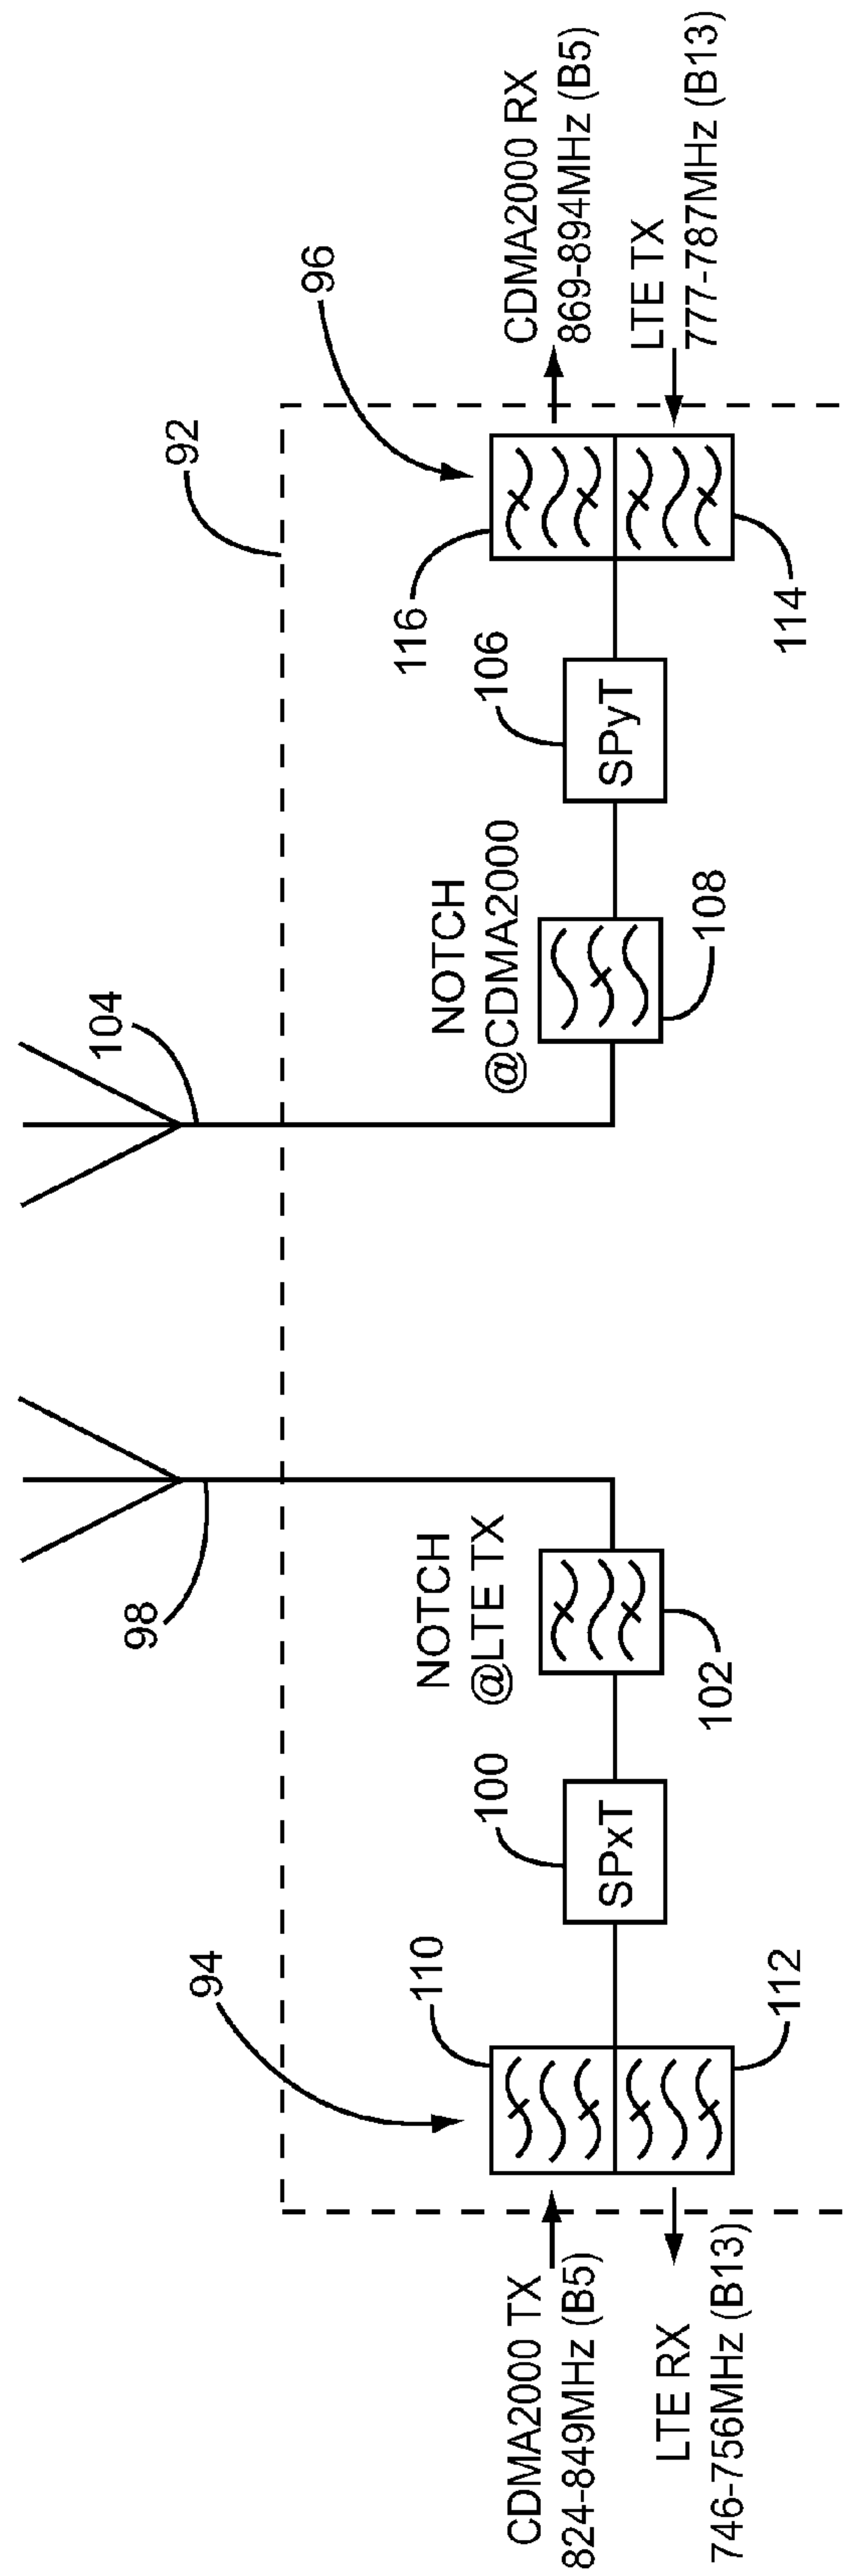 98
104
92
96
94
110
100
NOTCH
@LTE TX
NOTCH
@CDMA2000
106
116
CDMA2000 TX
824-849MHz (B5)
CDMA2000 RX
869-894MHz (B5)
SPxT
SPyT
LTE RX
746-756MHz (B13)
LTE TX
777-787MHz (B13)
112
102
108
114